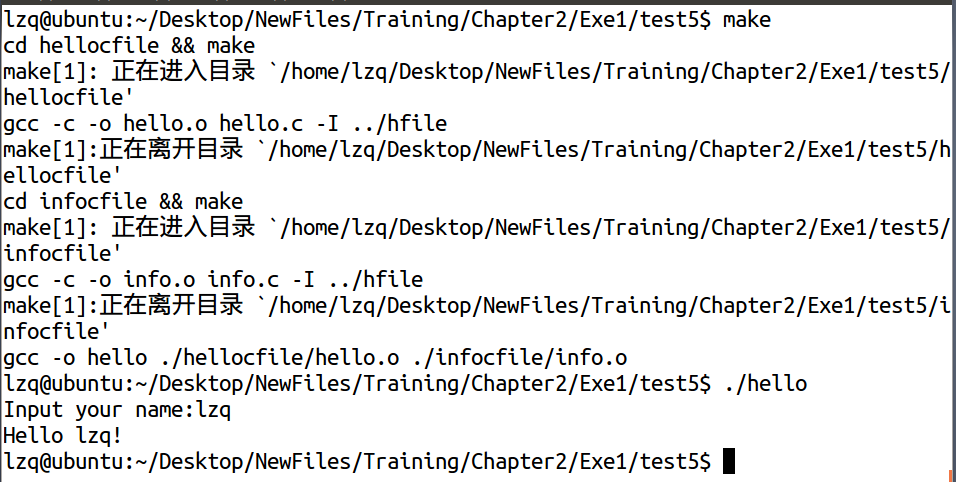 lzq@ubuntu:~/Desktop/NewFiles/Training/Chapter2/Exe1/test5$ make
cd hellocfile && make
make[1]: 正在进入目录 `/home/lzq/Desktop/NewFiles/Training/Chapter2/Exe1/test5/
hellocfile'
gcc -c -o hello.o hello.c -I ../hfile
make[1]:正在离开目录 `/home/lzq/Desktop/NewFiles/Training/Chapter2/Exe1/test5/h
ellocfile'
cd infocfile && make
make[1]: 正在进入目录 `/home/lzq/Desktop/NewFiles/Training/Chapter2/Exe1/test5/
infocfile'
gcc -c -o info.o info.c -I ../hfile
make[1]:正在离开目录 `/home/lzq/Desktop/NewFiles/Training/Chapter2/Exe1/test5/i
nfocfile'
gcc -o hello ./hellocfile/hello.o ./infocfile/info.o
lzq@ubuntu:~/Desktop/NewFiles/Training/Chapter2/Exe1/test5$ ./hello
Input your name:lzq
Hello lzq!
lzq@ubuntu:~/Desktop/NewFiles/Training/Chapter2/Exe1/test5$